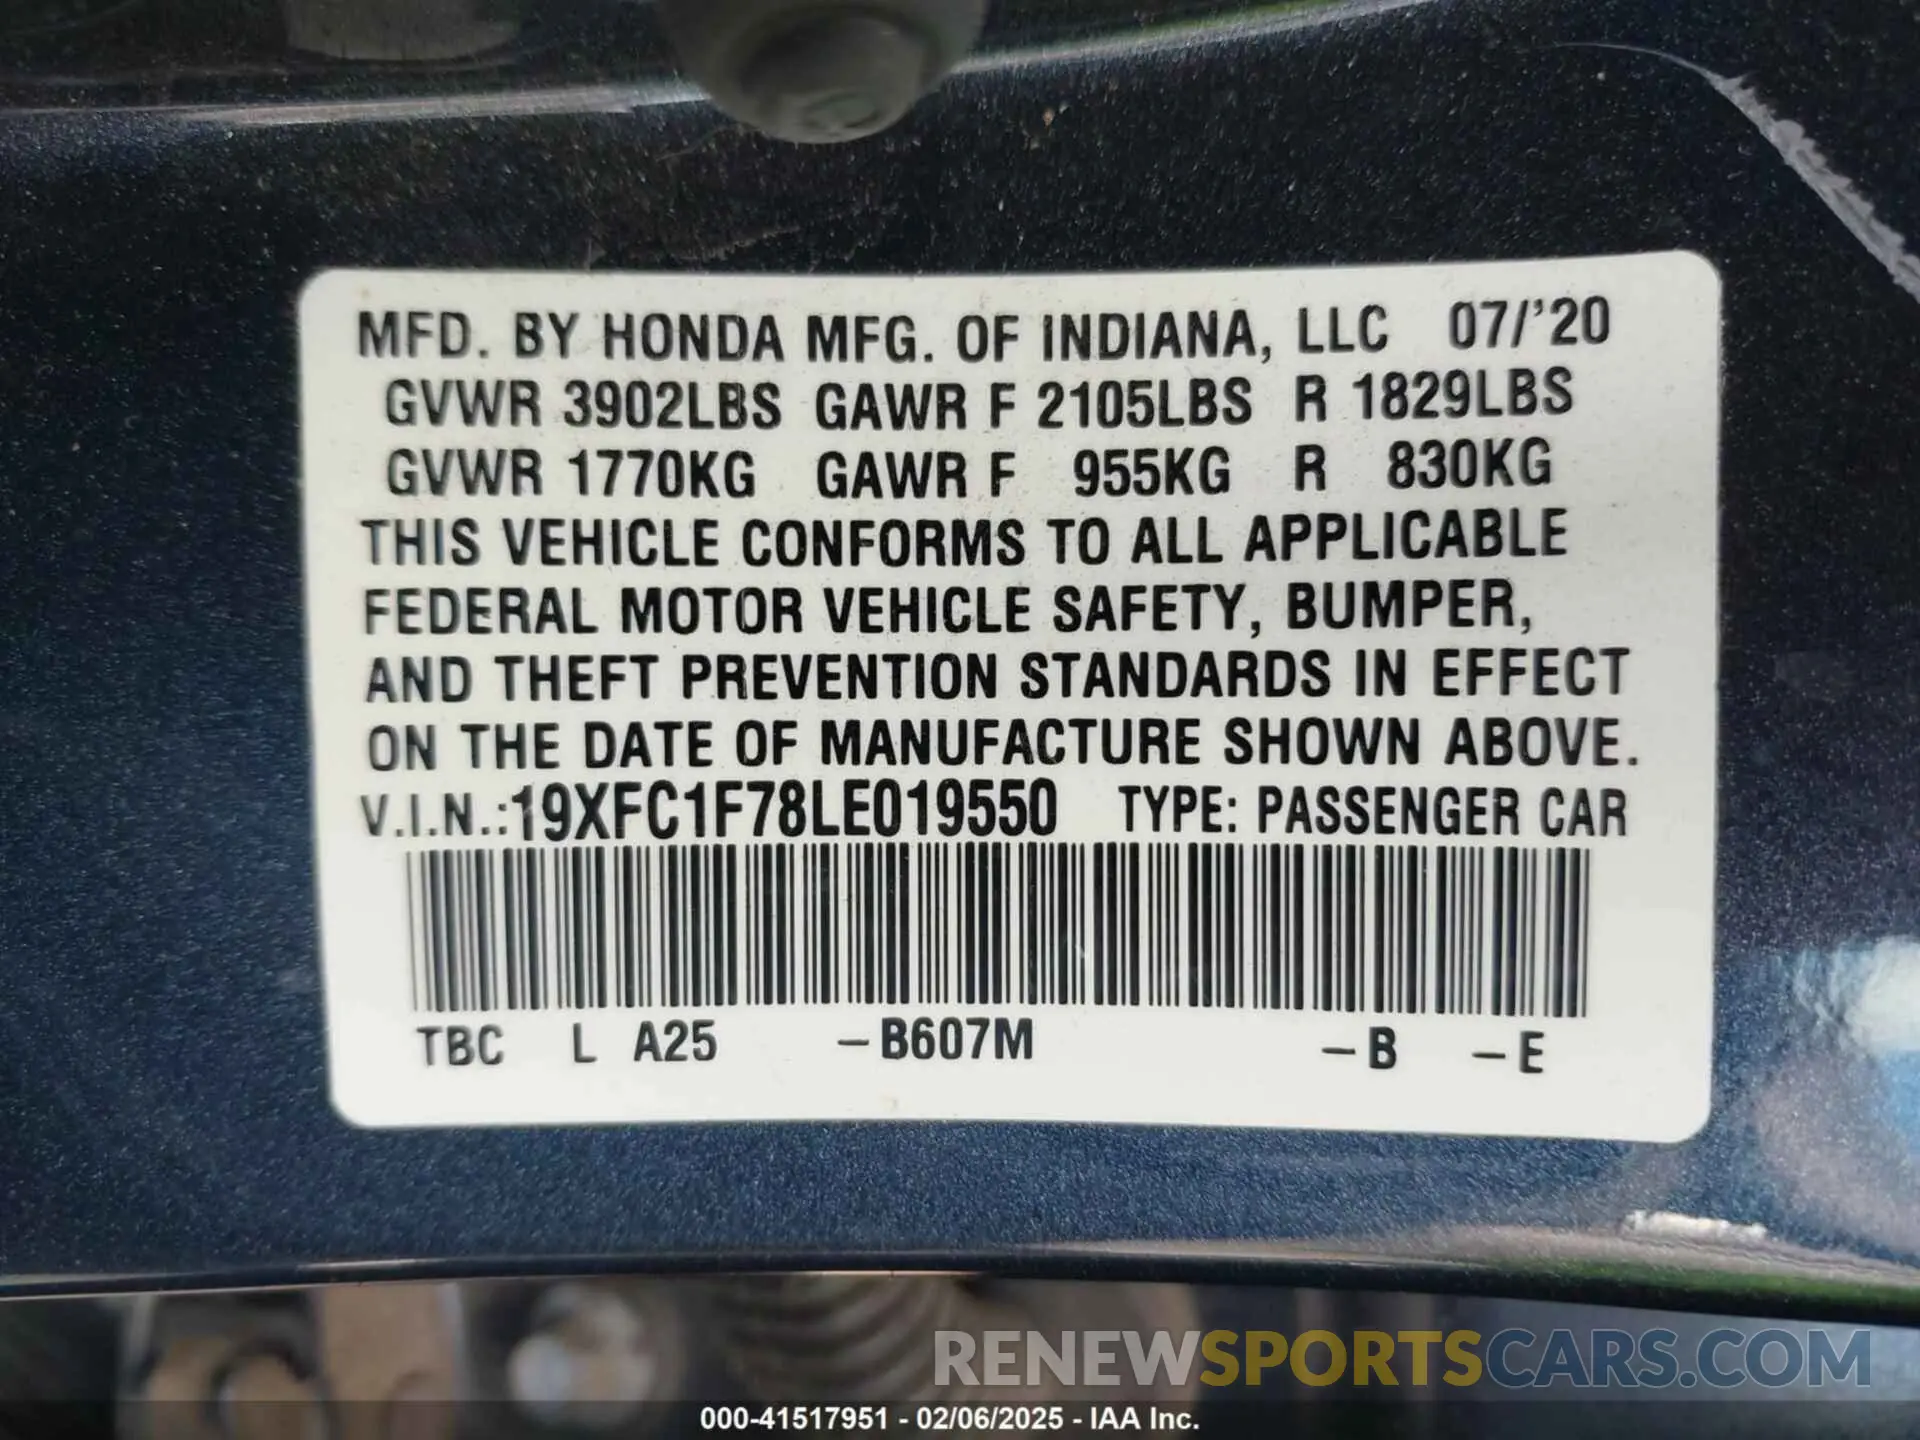 MFD. BY HONDA MFG. OF INDIANA, LLC 07/'20
GVWR 3902LBS GAWR F 2105LBS R 1829LBS
GVWR 1770KG GAWR F 955KG R 830KG
THIS VEHICLE CONFORMS TO ALL APPLICABLE
FEDERAL MOTOR VEHICLE SAFETY, BUMPER,
AND THEFT PREVENTION STANDARDS IN EFFECT
ON THE DATE OF MANUFACTURE SHOWN ABOVE.
V.I.N.:19XFC1F78LE019550 TYPE: PASSENGER CAR
TBC L A25 –B607M –B –E
RENEWSPORTSCARS.COM
000-41517951 - 02/06/2025 - IAA Inc.